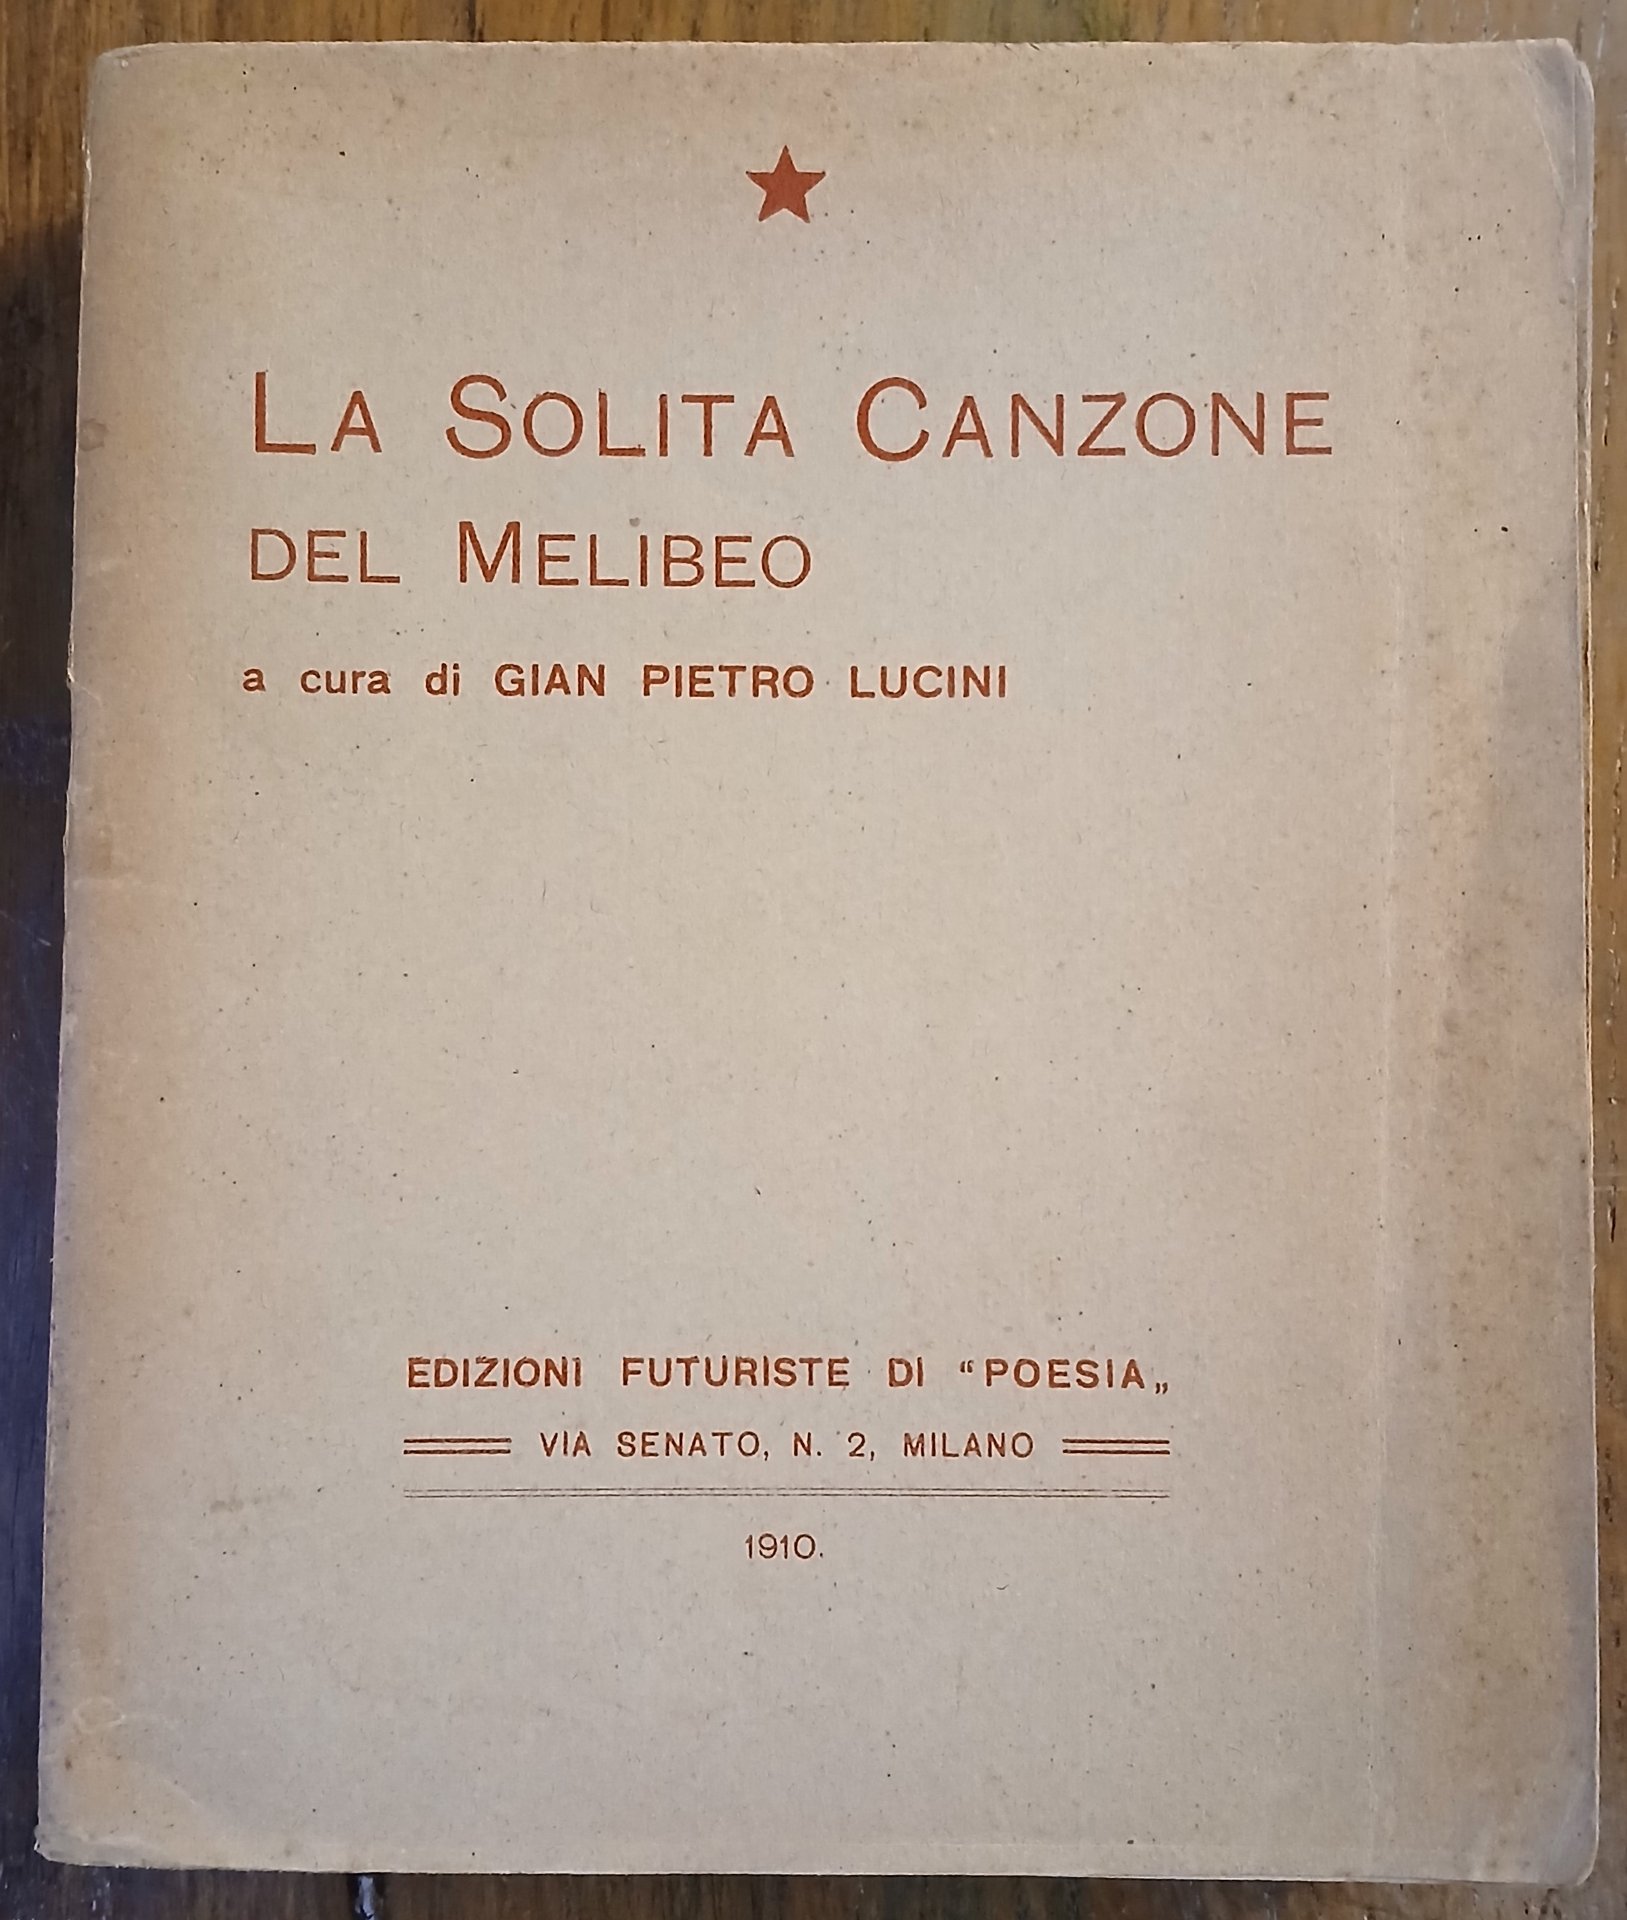 LA SOLITA CANZONE
DEL MELIBEO
a cura di GIAN PIETRO LUCINI
EDIZIONI FUTURISTE DI “POESIA„
VIA SENATO, N. 2, MILANO
1910.